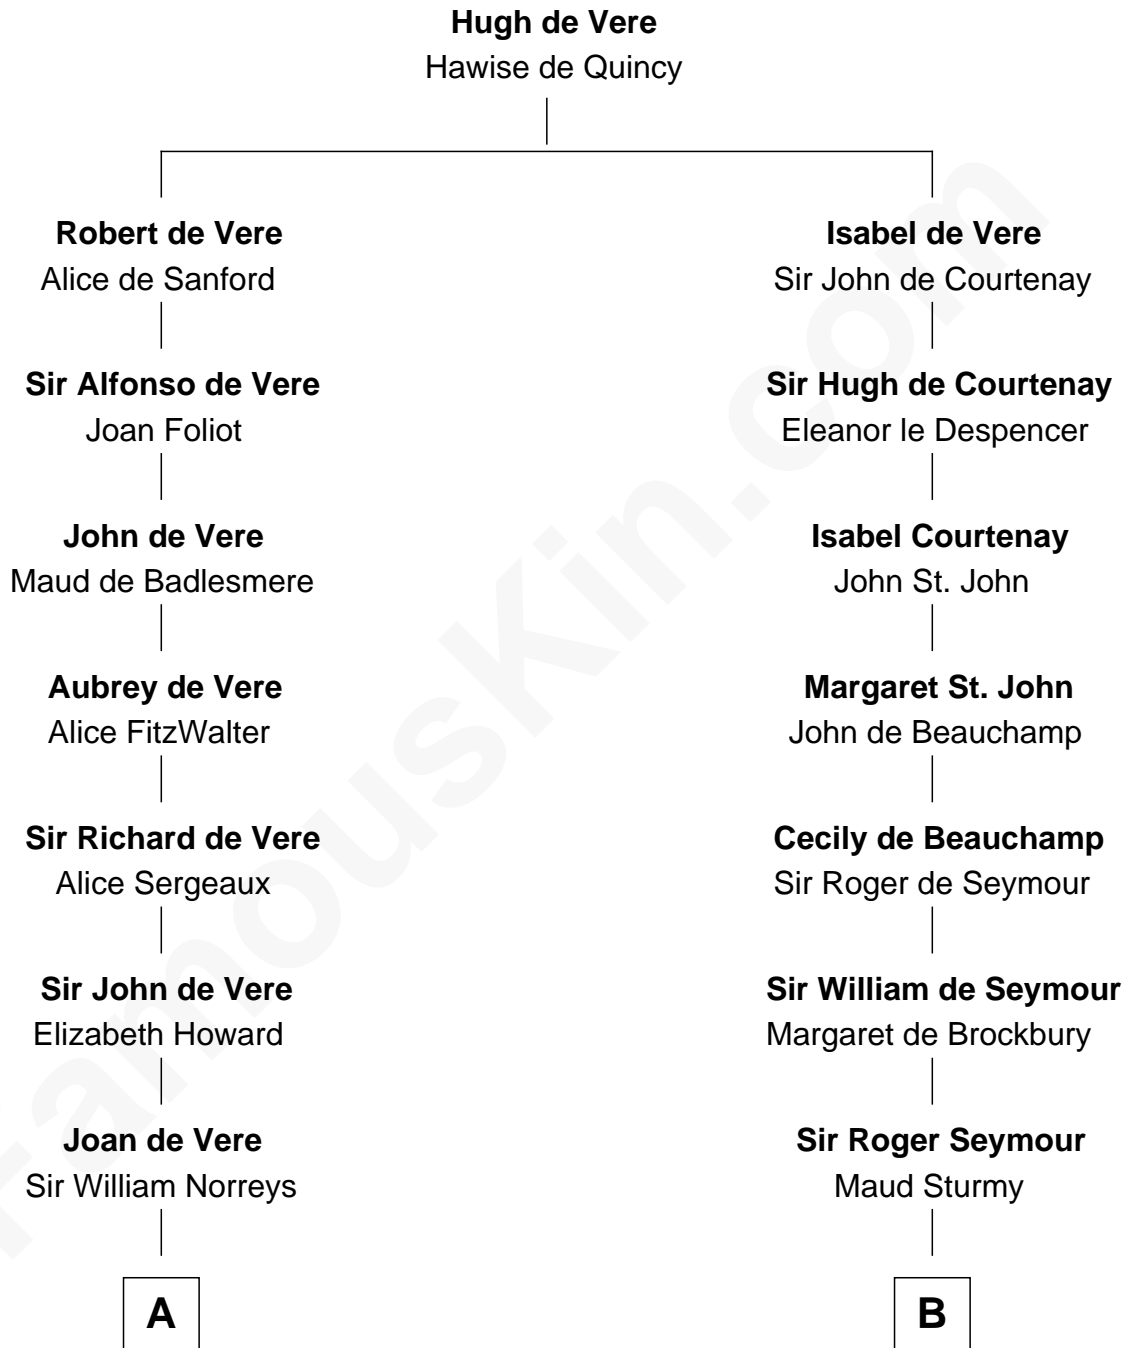 Hugh de Vere
Hawise de Quincy
Robert de Vere
Alice de Sanford
Isabel de Vere
Sir John de Courtenay
Sir Alfonso de Vere
Joan Foliot
Sir Hugh de Courtenay
Eleanor le Despencer
John de Vere
Maud de Badlesmere
Isabel Courtenay
John St. John
Aubrey de Vere
Alice FitzWalter
Margaret St. John
John de Beauchamp
Sir Richard de Vere
Alice Sergeaux
Cecily de Beauchamp
Sir Roger de Seymour
Sir John de Vere
Elizabeth Howard
Sir William de Seymour
Margaret de Brockbury
Joan de Vere
Sir William Norreys
Sir Roger Seymour
Maud Sturmy
A
B
FamousKin.com